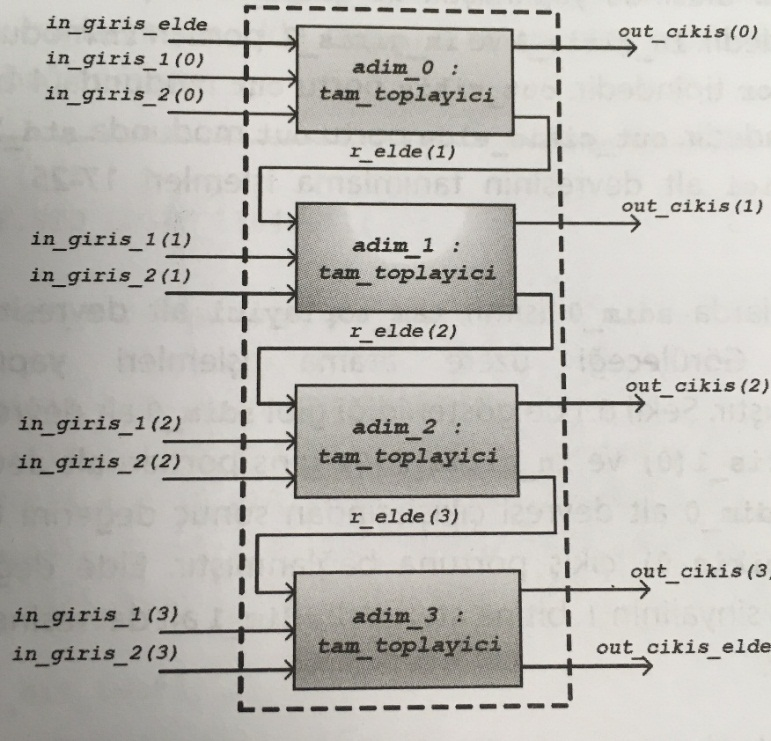 in_giris_elde
in_giris_1(0)
in_giris_2(0)
adim_0 :
tam_toplayici
out_cikis(0)
r_elde(1)
in_giris_1(1)
in_giris_2(1)
adim_1 :
tam_toplayici
out_cikis(1)
r_elde(2)
in_giris_1(2)
in_giris_2(2)
adim_2 :
tam_toplayici
out_cikis(2)
r_elde(3)
in_giris_1(3)
in_giris_2(3)
adim_3 :
tam_toplayici
out_cikis(3)
out_cikis_elde